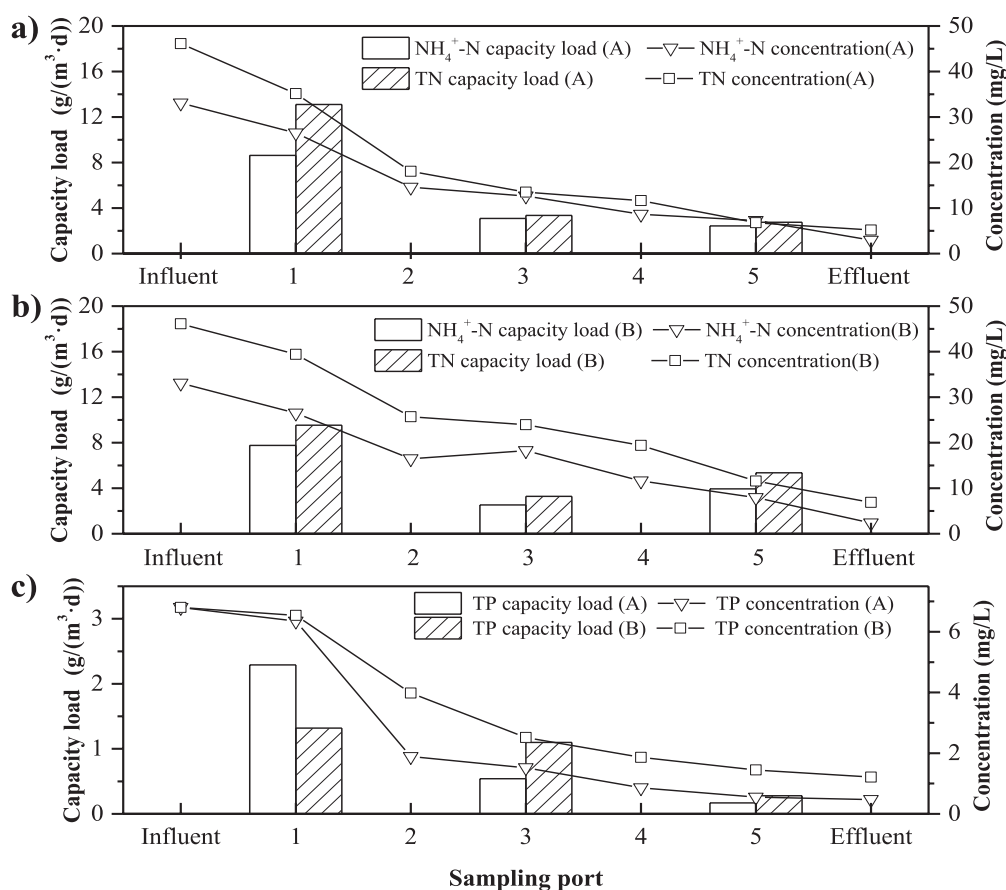 a)
20
16
12
8
4
0
Capacity load (g/(m³·d))
NH₄⁺-N capacity load (A)
NH₄⁺-N concentration(A)
TN capacity load (A)
TN concentration(A)
50
40
30
20
10
0
Concentration (mg/L)
Influent 1 2 3 4 5 Effluent
b)
20
16
12
8
4
0
Capacity load (g/(m³·d))
NH₄⁺-N capacity load (B)
NH₄⁺-N concentration(B)
TN capacity load (B)
TN concentration(B)
50
40
30
20
10
0
Concentration (mg/L)
Influent 1 2 3 4 5 Effluent
c)
3
2
1
0
Capacity load (g/(m³·d))
TP capacity load (A)
TP concentration (A)
TP capacity load (B)
TP concentration (B)
6
4
2
0
Concentration (mg/L)
Influent 1 2 3 4 5 Effluent
Sampling port